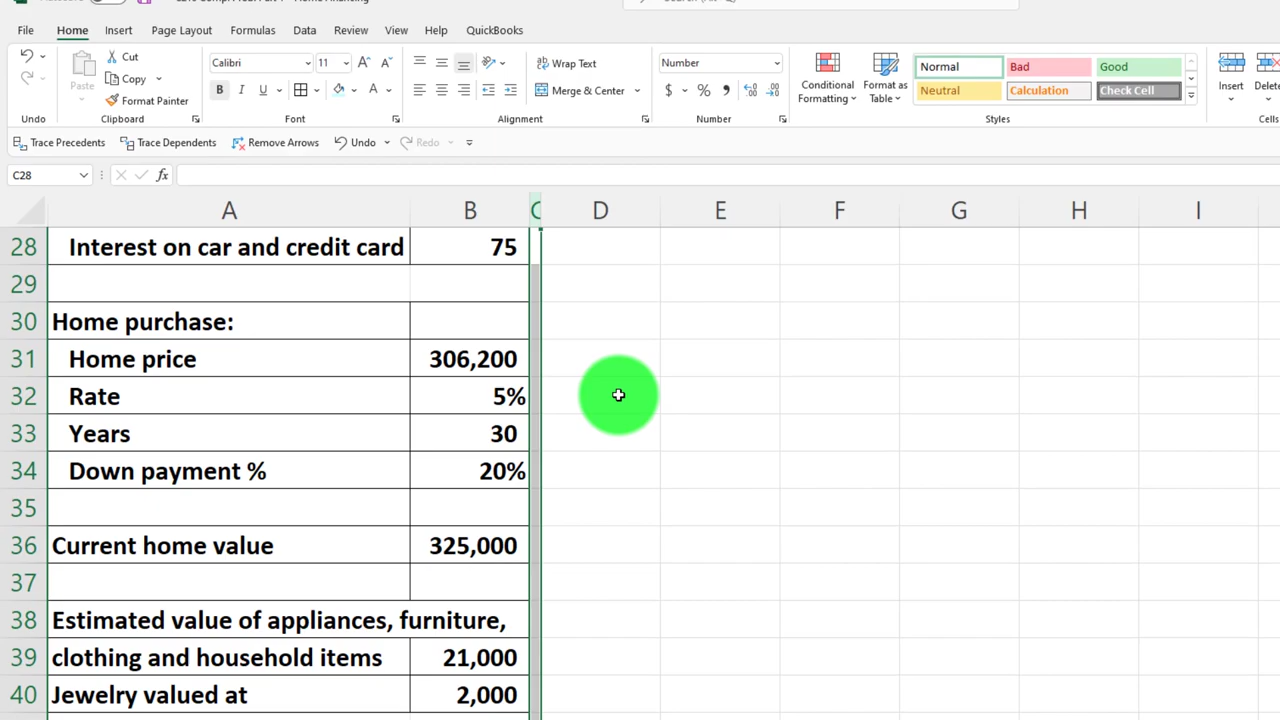 File Home Insert Page Layout Formulas Data Review View Help QuickBooks
Cut
Copy
Format Painter
Paste
Undo
Clipboard
Calibri 11
B I U
Font
Wrap Text
Merge & Center
Alignment
Number
$ %
Number
Conditional Formatting
Format as Table
Normal Bad Good
Neutral Calculation Check Cell
Styles
Insert Delete
Cells
Trace Precedents Trace Dependents Remove Arrows Undo Redo
C28 fx
A B C D E F G H I
28 Interest on car and credit card 75
29
30 Home purchase:
31 Home price 306,200
32 Rate 5%
33 Years 30
34 Down payment % 20%
35
36 Current home value 325,000
37
38 Estimated value of appliances, furniture,
39 clothing and household items 21,000
40 Jewelry valued at 2,000